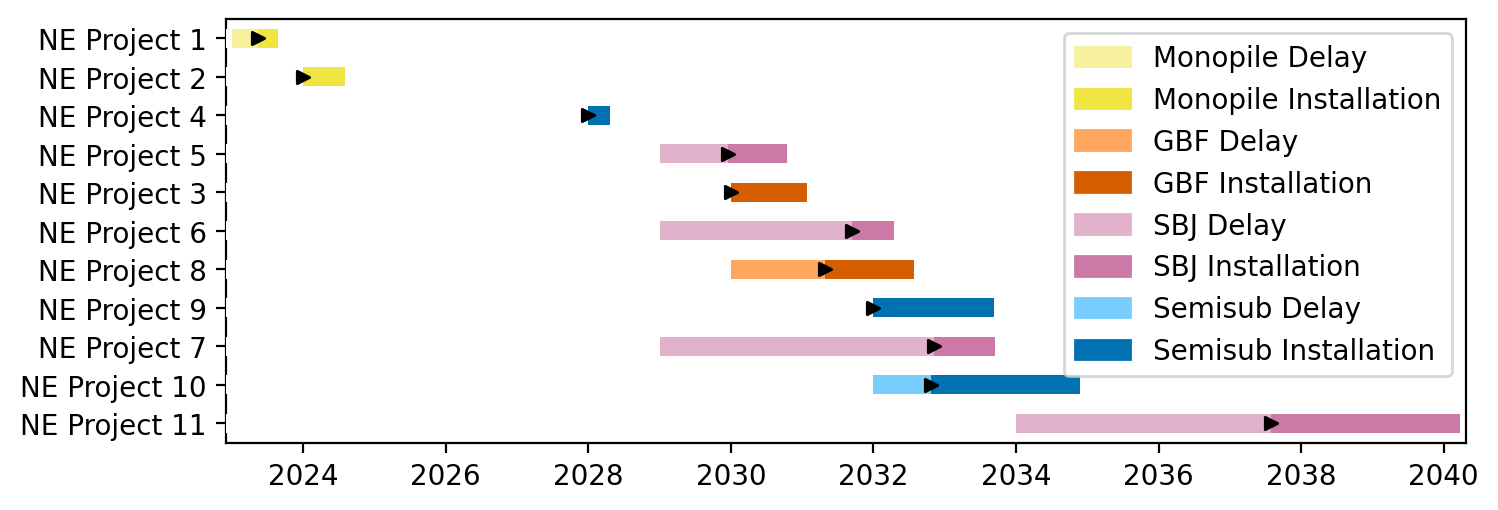 NE Project 1
NE Project 2
NE Project 4
NE Project 5
NE Project 3
NE Project 6
NE Project 8
NE Project 9
NE Project 7
NE Project 10
NE Project 11
Monopile Delay
Monopile Installation
GBF Delay
GBF Installation
SBJ Delay
SBJ Installation
Semisub Delay
Semisub Installation
2024 2026 2028 2030 2032 2034 2036 2038 2040